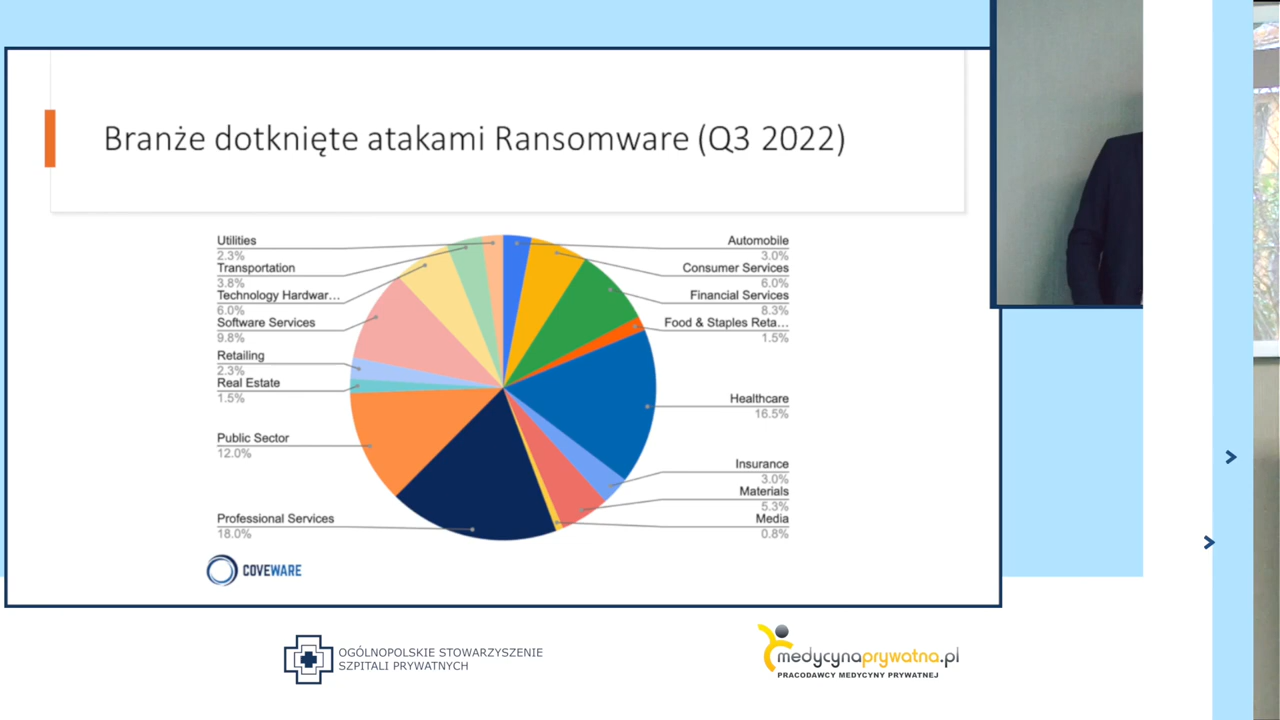 Branże dotknięte atakami Ransomware (Q3 2022)
Utilities
2.3%
Transportation
3.8%
Technology Hardwar...
6.0%
Software Services
9.8%
Retailing
2.3%
Real Estate
1.5%
Public Sector
12.0%
Professional Services
18.0%
Automobile
3.0%
Consumer Services
6.0%
Financial Services
8.3%
Food & Staples Reta...
1.5%
Healthcare
16.5%
Insurance
3.0%
Materials
5.3%
Media
0.8%
COVEWARE
OGÓLNOPOLSKIE STOWARZYSZENIE
SZPITALI PRYWATNYCH
medycynaprywatna.pl
PRACODAWCY MEDYCYNY PRYWATNEJ